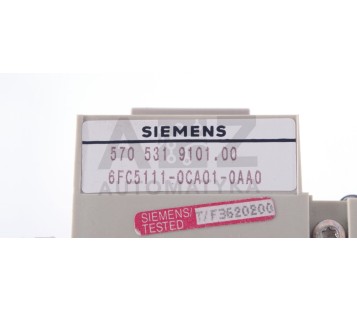 SIEMENS
570 531 9101.00
6FC5111-0CA01-0AA0
SIEMENS/
TESTED
T/F3520200